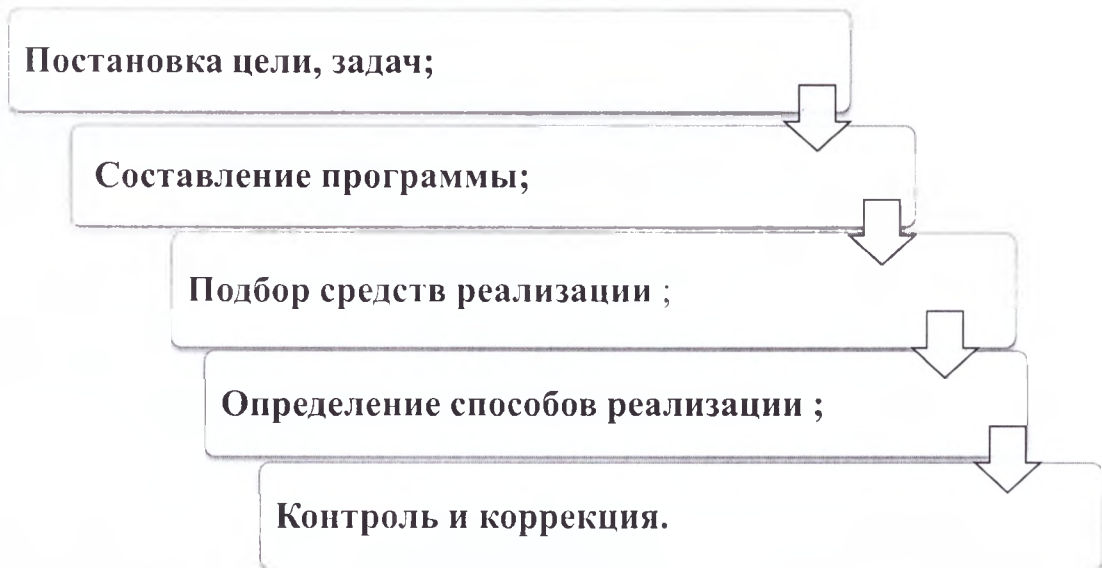 Постановка цели, задач;
Составление программы;
Подбор средств реализации ;
Определение способов реализации ;
Контроль и коррекция.